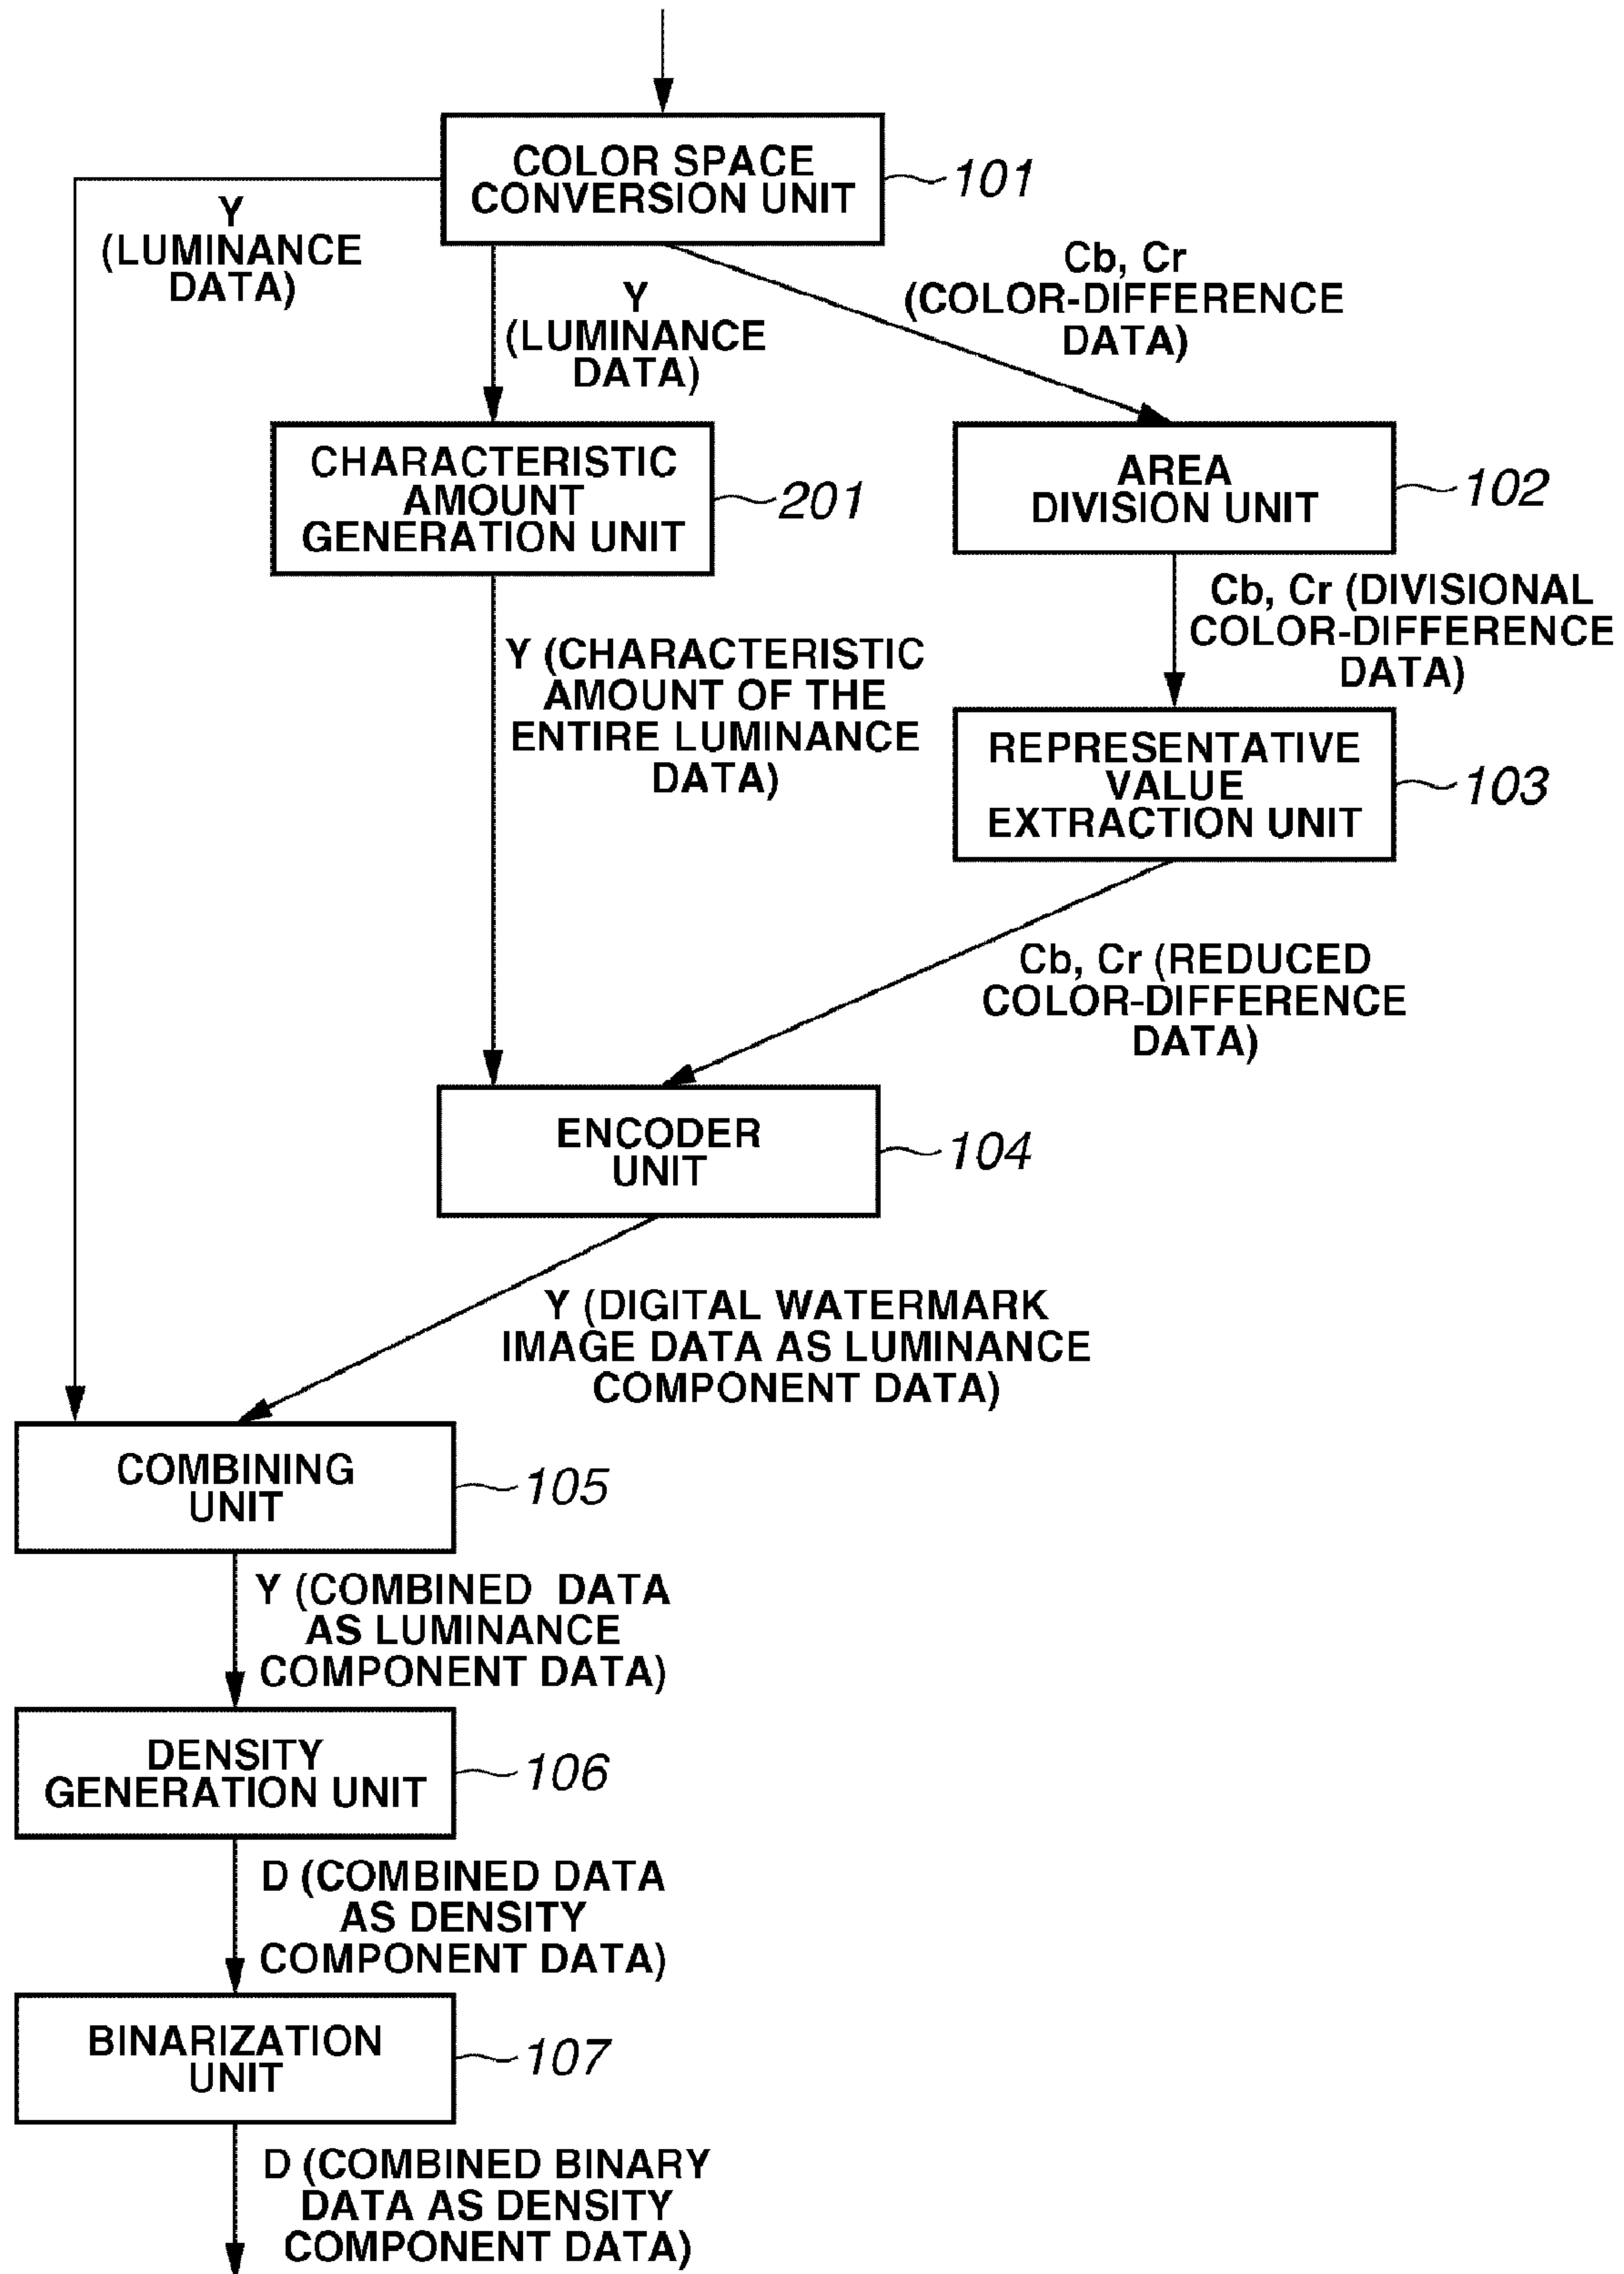 COLOR SPACE
CONVERSION UNIT
101
Y
(LUMINANCE
DATA)
Y
(LUMINANCE
DATA)
Cb, Cr
(COLOR-DIFFERENCE
DATA)
CHARACTERISTIC
AMOUNT
GENERATION UNIT
201
AREA
DIVISION UNIT
102
Cb, Cr (DIVISIONAL
COLOR-DIFFERENCE
DATA)
Y (CHARACTERISTIC
AMOUNT OF THE
ENTIRE LUMINANCE
DATA)
REPRESENTATIVE
VALUE
EXTRACTION UNIT
103
Cb, Cr (REDUCED
COLOR-DIFFERENCE
DATA)
ENCODER
UNIT
104
Y (DIGITAL WATERMARK
IMAGE DATA AS LUMINANCE
COMPONENT DATA)
COMBINING
UNIT
105
Y (COMBINED DATA
AS LUMINANCE
COMPONENT DATA)
DENSITY
GENERATION UNIT
106
D (COMBINED DATA
AS DENSITY
COMPONENT DATA)
BINARIZATION
UNIT
107
D (COMBINED BINARY
DATA AS DENSITY
COMPONENT DATA)